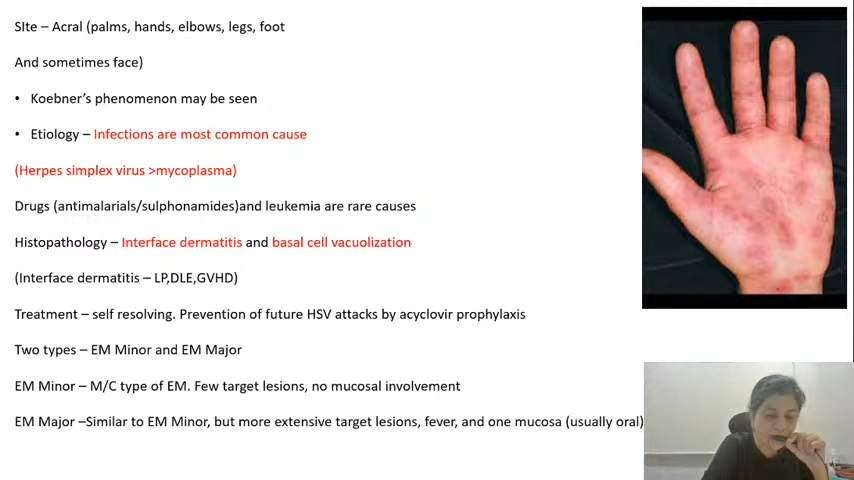 SIte – Acral (palms, hands, elbows, legs, foot
And sometimes face)
• Koebner's phenomenon may be seen
• Etiology – Infections are most common cause
(Herpes simplex virus >mycoplasma)
Drugs (antimalarials/sulphonamides)and leukemia are rare causes
Histopathology – Interface dermatitis and basal cell vacuolization
(Interface dermatitis – LP,DLE,GVHD)
Treatment – self resolving. Prevention of future HSV attacks by acyclovir prophylaxis
Two types – EM Minor and EM Major
EM Minor – M/C type of EM. Few target lesions, no mucosal involvement
EM Major –Similar to EM Minor, but more extensive target lesions, fever, and one mucosa (usually oral)